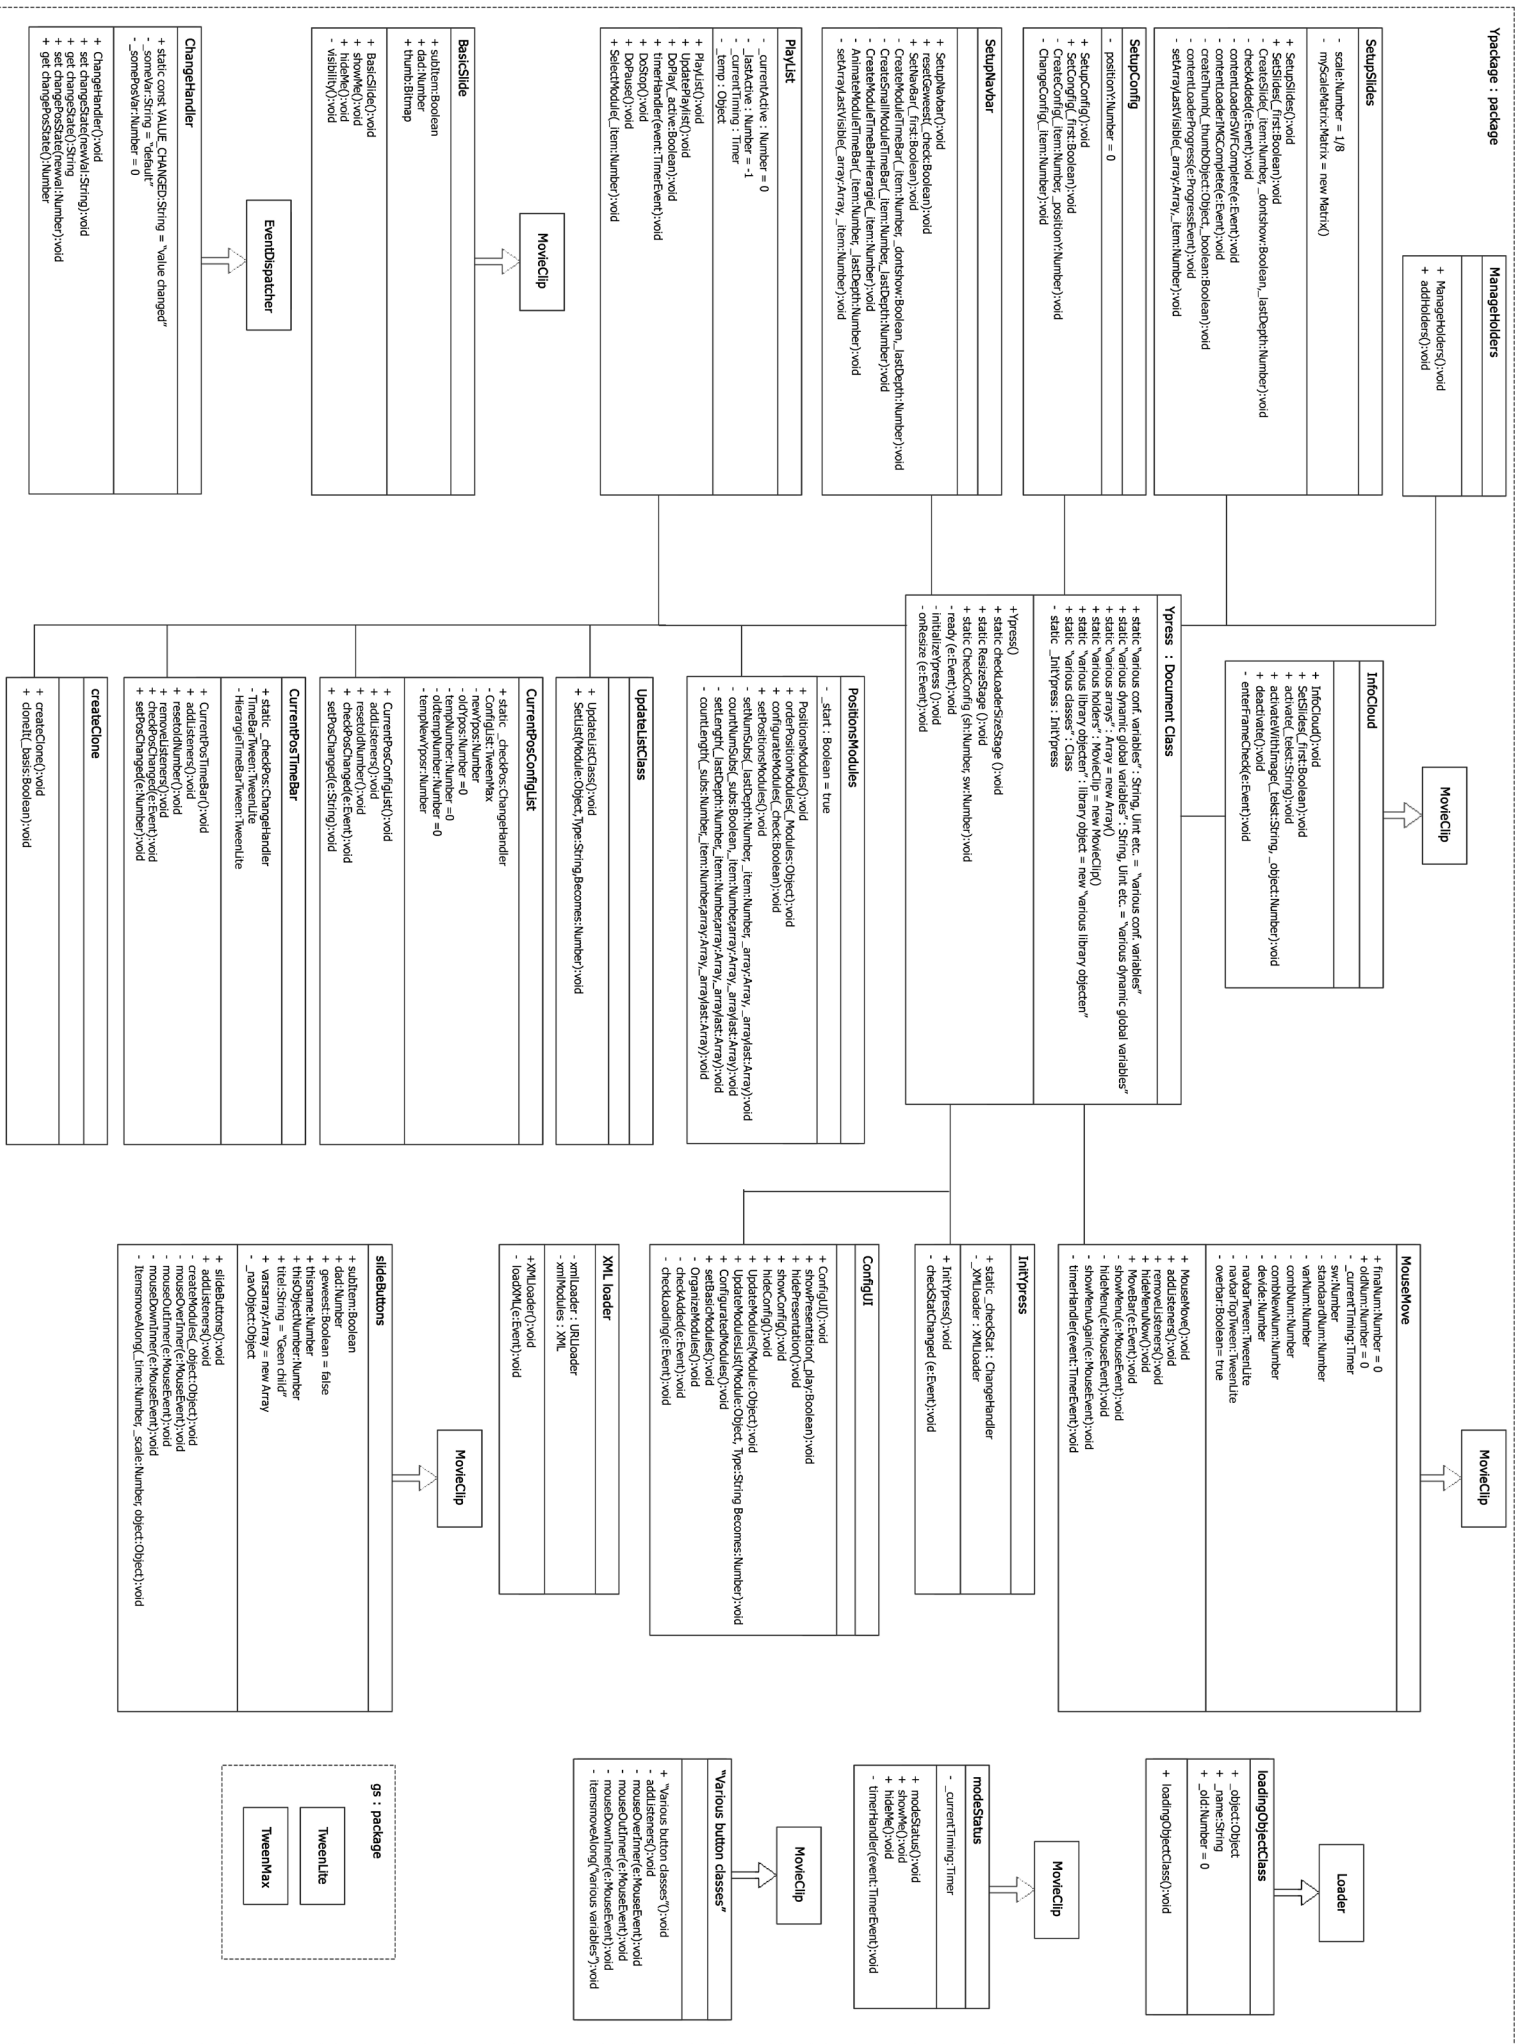 Ypackage : package
ManageHolders
+ ManageHolders():void
+ addHolders():void
SetupSlides
- scale:Number = 1/8
- myScaleMatrix:Matrix = new Matrix()
+ SetupSlides():void
+ SetSlides(_first:Boolean):void
- CreateSlide(_item:Number, _dontshow:Boolean,_lastDepth:Number):void
- checkAdded(e:Event):void
- contentLoaderSWFComplete(e:Event):void
- contentLoaderIMGComplete(e:Event):void
- createThumb(_thumbObject:Object,_boolean:Boolean):void
- contentLoaderProgress(e:ProgressEvent):void
- setArrayLastVisible(_array:Array,_item:Number):void
SetupConfig
- positionY:Number = 0
+ SetupConfig():void
+ SetCongfig(_first:Boolean):void
- CreateConfig(_item:Number,_positionY:Number):void
- ChangeConfig(_item:Number):void
SetupNavbar
+ SetupNavbar():void
+ resetGeweest(_check:Boolean):void
+ SetNavBar(_first:Boolean):void
- CreateModuleTimeBar(_item:Number, _dontshow:Boolean,_lastDepth:Number):void
- CreateSmallModuleTimeBar(_item:Number,_lastDepth:Number):void
- CreateModuleTimeBarHierargie(_item:Number):void
- AnimateModuleTimeBar(_item:Number, _lastDepth:Number):void
- setArrayLastVisible(_array:Array,_item:Number):void
PlayList
- _currentActive : Number = 0
- _lastActive : Number = -1
- _currentTiming : Timer
- _temp : Object
+ PlayList():void
+ UpdatePlaylist():void
+ DoPlay(_active:Boolean):void
+ timerHandler(event:TimerEvent):void
+ DoStop():void
+ DoPause():void
+ SelectModule(_item:Number):void
MovieClip
BasicSlide
+ subItem:Boolean
+ dad:Number
+ thumb:Bitmap
+ BasicSlide():void
+ showMe():void
+ hideMe():void
- visibility():void
EventDispatcher
ChangeHandler
+ static const VALUE_CHANGED:String = "value changed"
- _someVar:String = "default"
- _somePosVar:Number = 0
+ ChangeHandler():void
+ set changeState(newVal:String):void
+ get changeState():String
+ set changePosState(newval:Number):void
+ get changePosState():Number
MovieClip
InfoCloud
+ InfoCloud():void
+ SetSlides(_first:Boolean):void
+ activate(_tekst:String):void
+ activateWithImage(_tekst:String, _object:Number):void
+ deactivate():void
- enterFrameCheck(e:Event):void
Ypress : Document Class
+ static "various conf. variables" : String, Uint etc. = "various conf. variables"
+ static "various dynamic global variables" : String, Uint etc. = "various dynamic global variables"
+ static "various arrays" : Array = new Array()
+ static "various holders" : MovieClip = new MovieClip()
+ static "various library objecten" : library object = new "various library objecten"
+ static "various classes" : Class
- static _InitYpress : InitYpress
+Ypress()
+ static checkLoaderSizeStage ():void
+ static ResizeStage ():void
+ static CheckConfig (sh:Number, sw:Number):void
- ready (e:Event):void
- initializeYpress ():void
- onResize (e:Event):void
PositionsModules
- _start : Boolean = true
+ PositionsModules():void
+ orderPositionModules(_Modules:Object):void
+ configurateModules(_check:Boolean):void
+ setPositionsModules():void
- setNumSubs(_lastDepth:Number, _item:Number, _array:Array, _arraylast:Array):void
- countNumSubs(_subs:Boolean,_item:Number,array:Array,_arraylast:Array):void
- setLength(_lastDepth:Number,_item:Number,array:Array,_arraylast:Array):void
- countLength(_subs:Number,_item:Number,array:Array,_arraylast:Array):void
UpdateListClass
+ UpdateListClass():void
+ SetList(Module:Object,Type:String,Becomes:Number):void
CurrentPosConfigList
+ static _checkPos:ChangeHandler
- ConfigList:TweenMax
- newYpos:Number
- oldYpos:Number =0
- tempNumber:Number =0
- oldtempNumber:Number =0
- tempNewYposr:Number
+ CurrentPosConfigList():void
+ addListeners():void
+ resetoldNumber():void
+ checkPosChanged(e:Event):void
+ setPosChanged(e:String):void
CurrentPosTimeBar
+ static _checkPos:ChangeHandler
- TimeBarTween:TweenLite
- HierargieTimeBarTween:TweenLite
+ CurrentPosTimeBar():void
+ addListeners():void
+ resetoldNumber():void
+ removeListeners():void
+ checkPosChanged(e:Event):void
+ setPosChanged(e:Number):void
createClone
+ createClone():void
+ cloneIt(_basis:Boolean):void
MovieClip
MouseMove
+ finalNum:Number = 0
+ oldNum:Number = 0
- _currentTiming:Timer
- sw:Number
- standaardNum:Number
- varNum:Number
- combNum:Number
- combNewNum:Number
- devide:Number
- navbarTween:TweenLite
- navbarTopTween:TweenLite
- overbar:Boolean= true
+ MouseMove():void
+ addListeners():void
+ removeListeners():void
+ hideMenuNow():void
+ MoveBar(e:Event):void
- showMenu(e:MouseEvent):void
- hideMenu(e:MouseEvent):void
- showMenuAgain(e:MouseEvent):void
- timerHandler(event:TimerEvent):void
InitYpress
+ static _checkStat : ChangeHandler
- _XMLloader : XMLloader
+ InitYpress():void
- checkStatChanged (e:Event):void
ConfigUI
+ ConfigUI():void
+ showPresentation(_play:Boolean):void
+ hidePresentation():void
+ showConfig():void
+ hideConfig():void
+ UpdateModules(Module:Object):void
+ UpdateModulesList(Module:Object, Type:String Becomes:Number):void
+ ConfiguratedModules():void
+ setBasicModules():void
- OrganizeModules():void
- checkAdded(e:Event):void
- checkLoading(e:Event):void
XML loader
- xmlLoader : URLloader
- xmlModules : XML
+XMLloader():void
- loadXML(e:Event):void
MovieClip
slideButtons
+ subItem:Boolean
+ dad:Number
+ geweest:Boolean = false
+ thisname:Number
+ thisObjectNumber:Number
+ titel:String = "Geen child"
+ varsarray:Array = new Array
- _navObject:Object
+ slideButtons():void
+ addListeners():void
- createModules(_object:Object):void
- mouseOverInner(e:MouseEvent):void
- mouseOutInner(e:MouseEvent):void
- mouseDownInner(e:MouseEvent):void
- ItemsmoveAlong(_time:Number,_scale:Number, object:Object):void
Loader
loadingObjectClass
+ _object:Object
+ _name:String
+ _old:Number = 0
+ loadingObjectClass():void
MovieClip
modeStatus
- _currentTiming:Timer
+ modeStatus():void
+ showMe():void
+ hideMe():void
- timerHandler(event:TimerEvent):void
MovieClip
"Various button classes"
+ "Various button classes"():void
- addListeners():void
- mouseOverInner(e:MouseEvent):void
- mouseOutInner(e:MouseEvent):void
- mouseDownInner(e:MouseEvent):void
- itemsmoveAlong("various variables"):void
gs : package
TweenLite
TweenMax